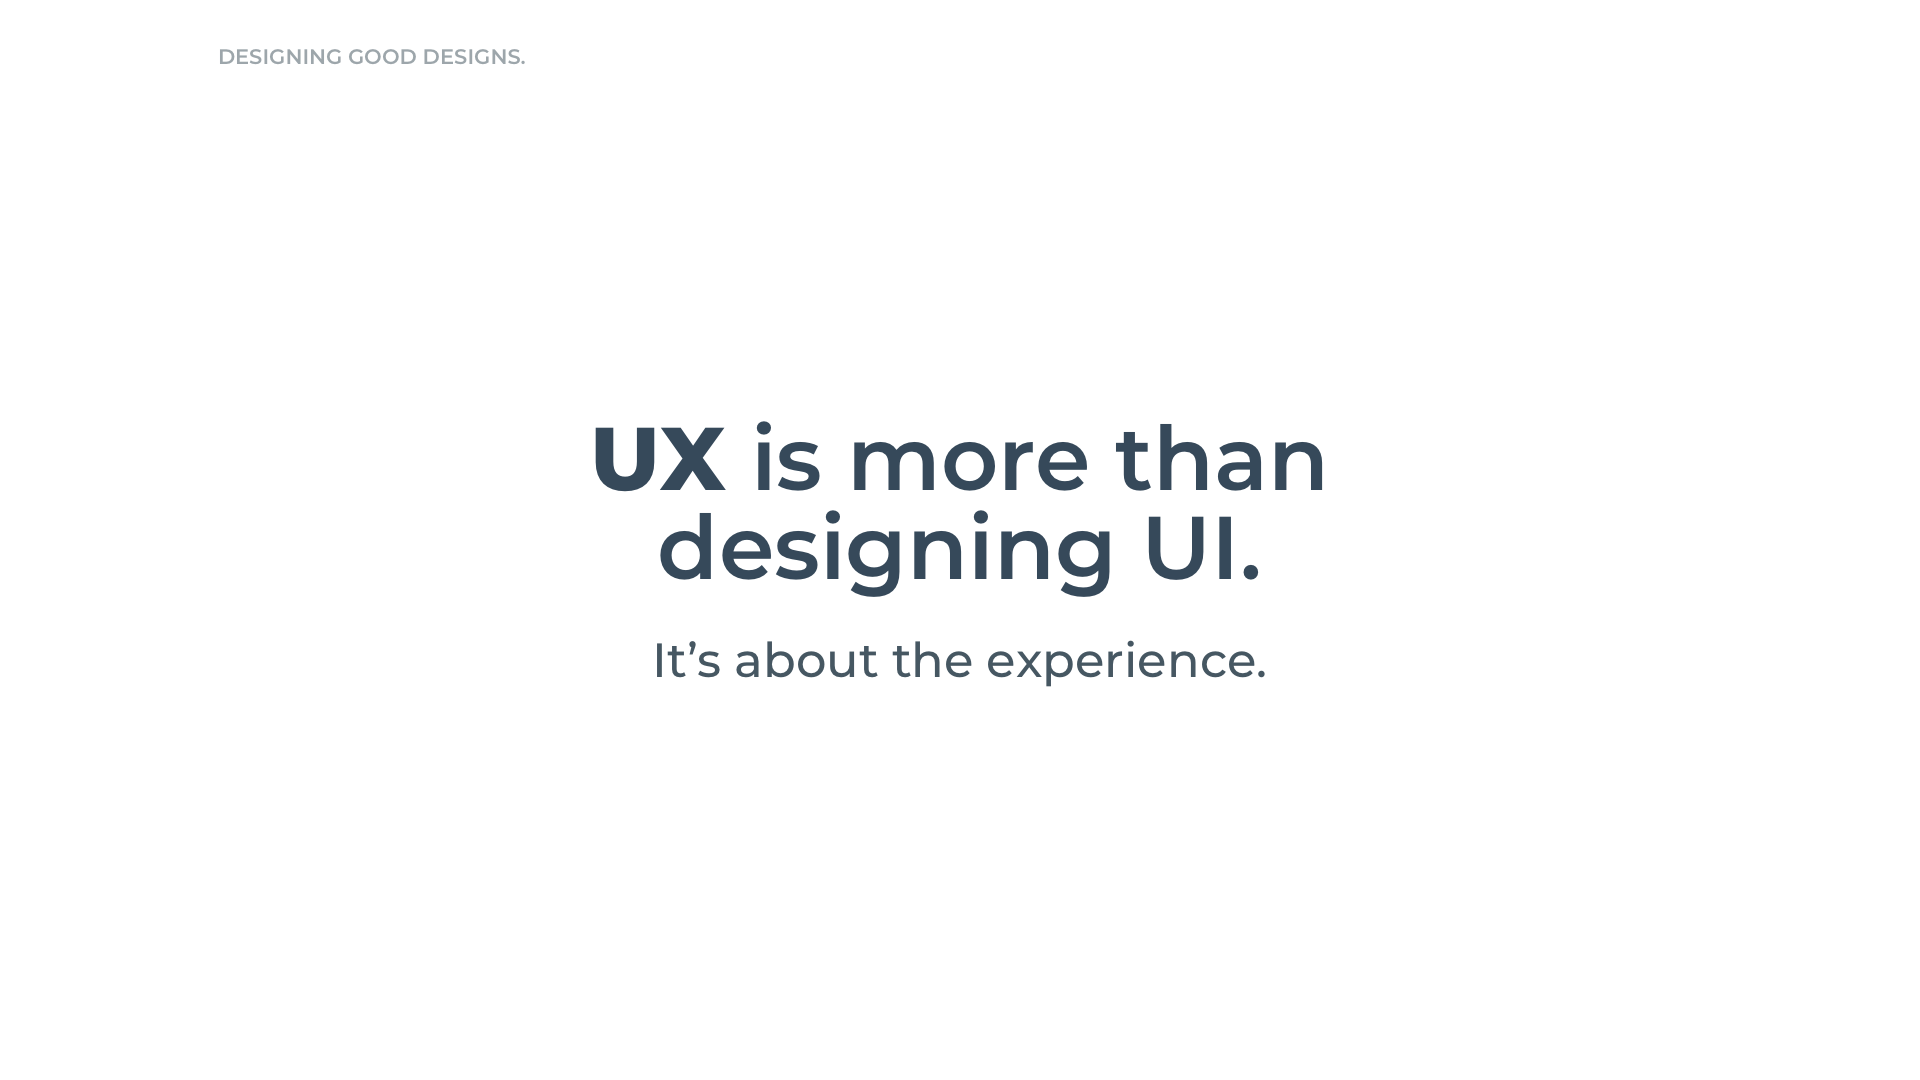 DESIGNING GOOD DESIGNS.
UX is more than
designing UI.
It’s about the experience.